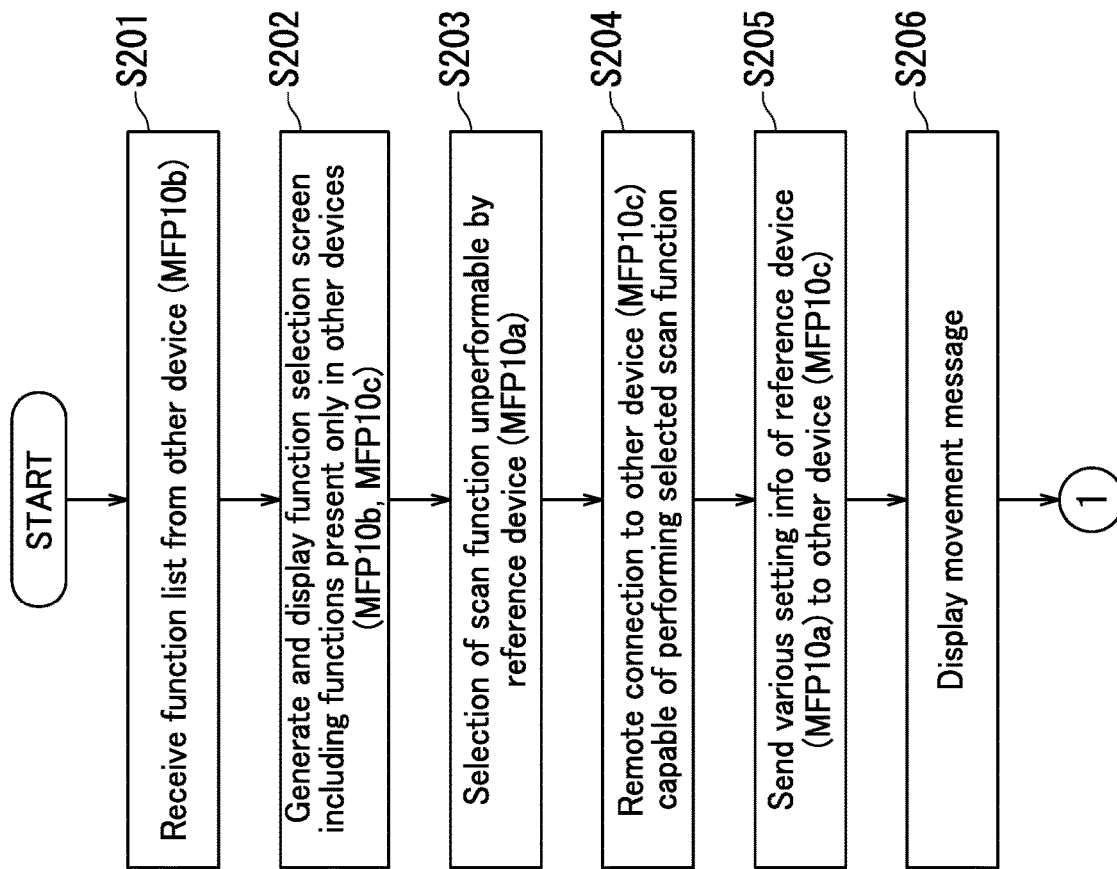 START
S201
Receive function list from other device (MFP10b)
S202
Generate and display function selection screen
including functions present only in other devices
(MFP10b, MFP10c)
S203
Selection of scan function unperformable by
reference device (MFP10a)
S204
Remote connection to other device (MFP10c)
capable of performing selected scan function
S205
Send various setting info of reference device
(MFP10a) to other device (MFP10c)
S206
Display movement message
1